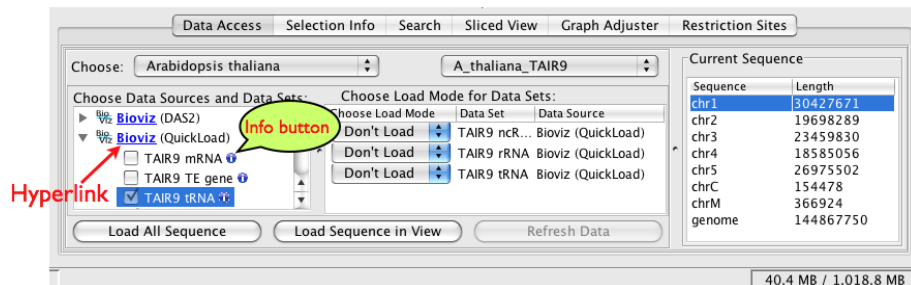 Data Access Selection Info Search Sliced View Graph Adjuster Restriction Sites
Choose: Arabidopsis thaliana A_thaliana_TAIR9
Choose Data Sources and Data Sets:
Bioviz (DAS2)
Bioviz (QuickLoad)
TAIR9 mRNA
TAIR9 TE gene
TAIR9 tRNA
Info button
Hyperlink
Choose Load Mode for Data Sets:
Choose Load Mode Data Set Data Source
Don't Load TAIR9 ncR... Bioviz (QuickLoad)
Don't Load TAIR9 rRNA Bioviz (QuickLoad)
Don't Load TAIR9 tRNA Bioviz (QuickLoad)
Load All Sequence Load Sequence in View Refresh Data
Current Sequence
Sequence Length
chr1 30427671
chr2 19698289
chr3 23459830
chr4 18585056
chr5 26975502
chrC 154478
chrM 366924
genome 144867750
40.4 MB / 1,018.8 MB